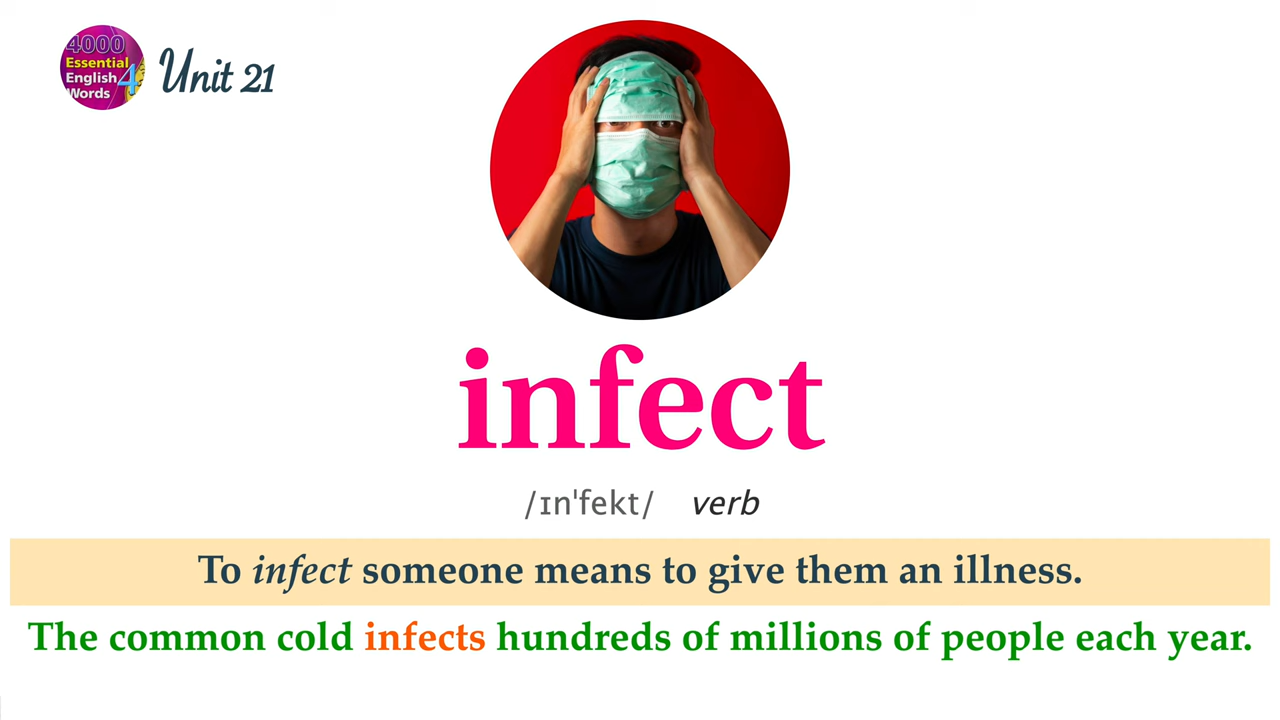 4000
Essential
English 4
Words
Unit 21
infect
/ɪnˈfekt/ verb
To infect someone means to give them an illness.
The common cold infects hundreds of millions of people each year.